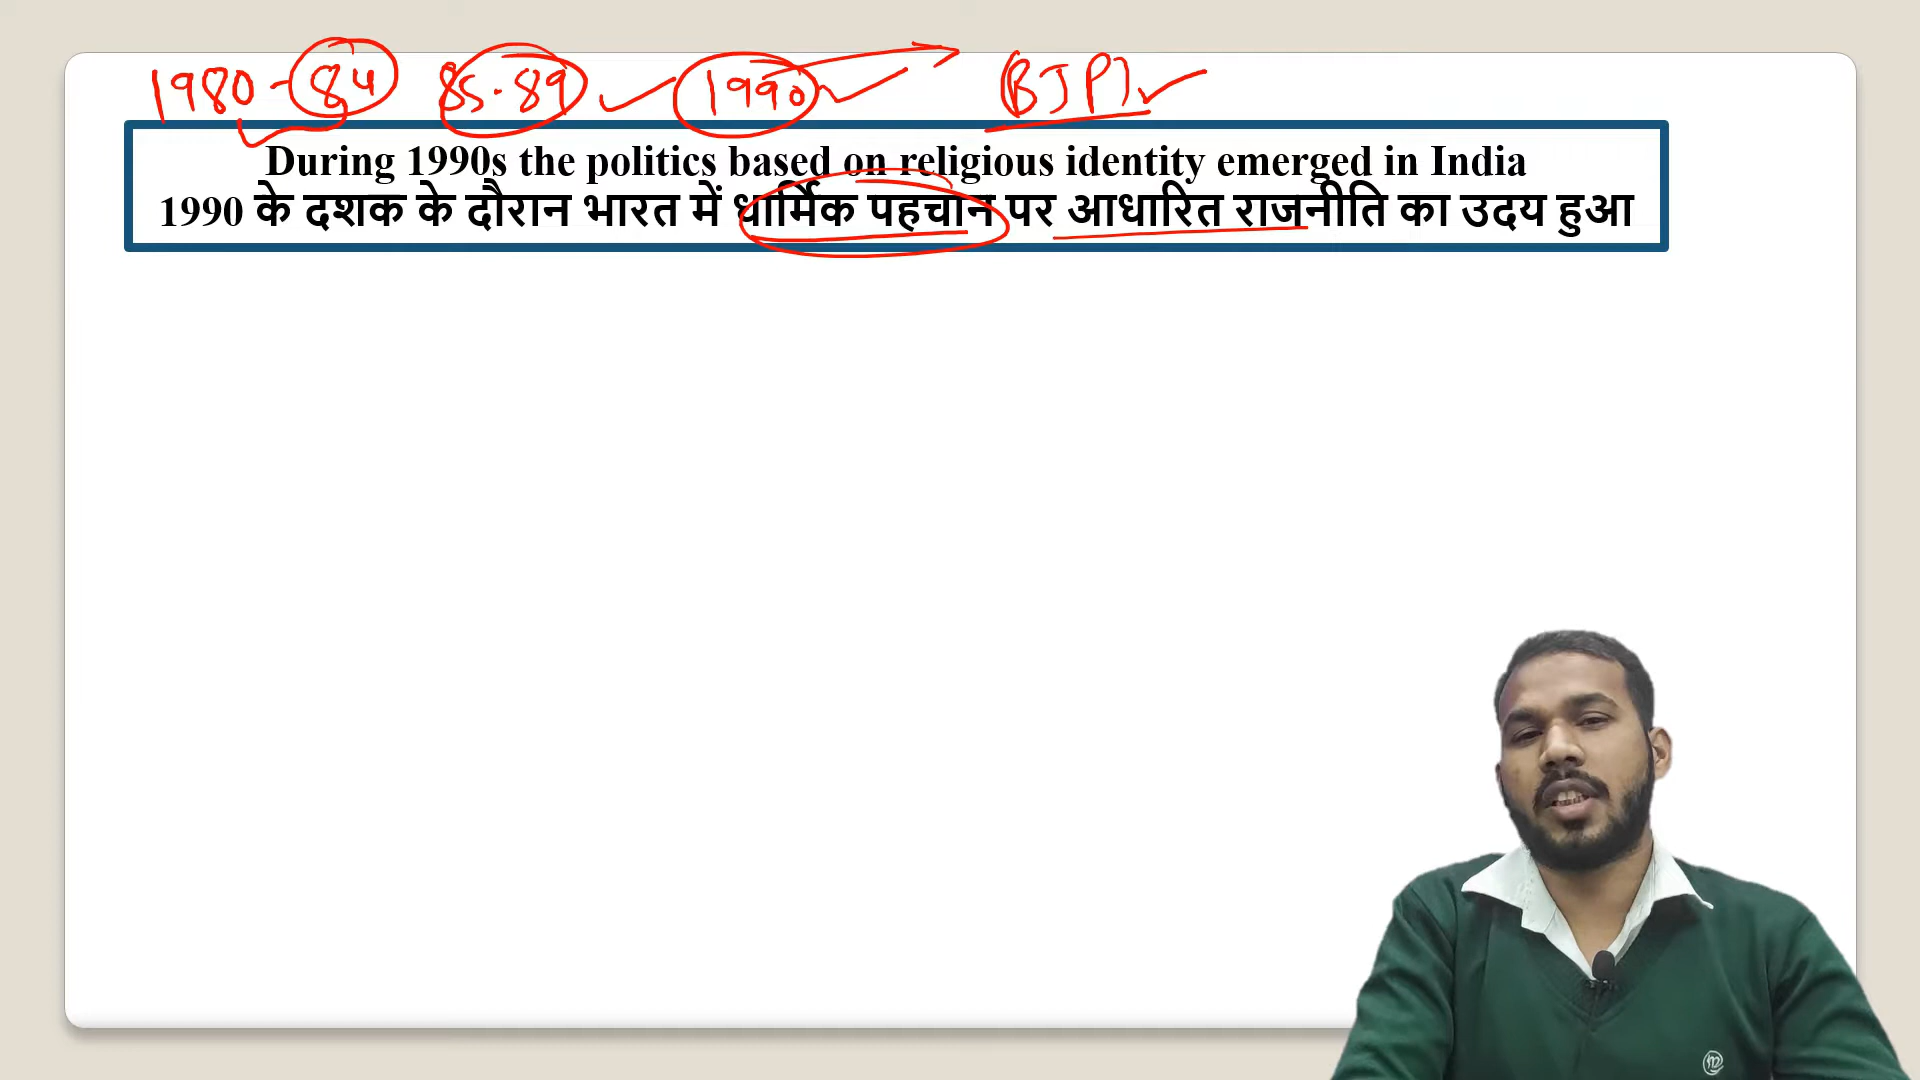 1980-84 85-89 1990 (BJP)
During 1990s the politics based on religious identity emerged in India
1990 के दशक के दौरान भारत में धार्मिक पहचान पर आधारित राजनीति का उदय हुआ